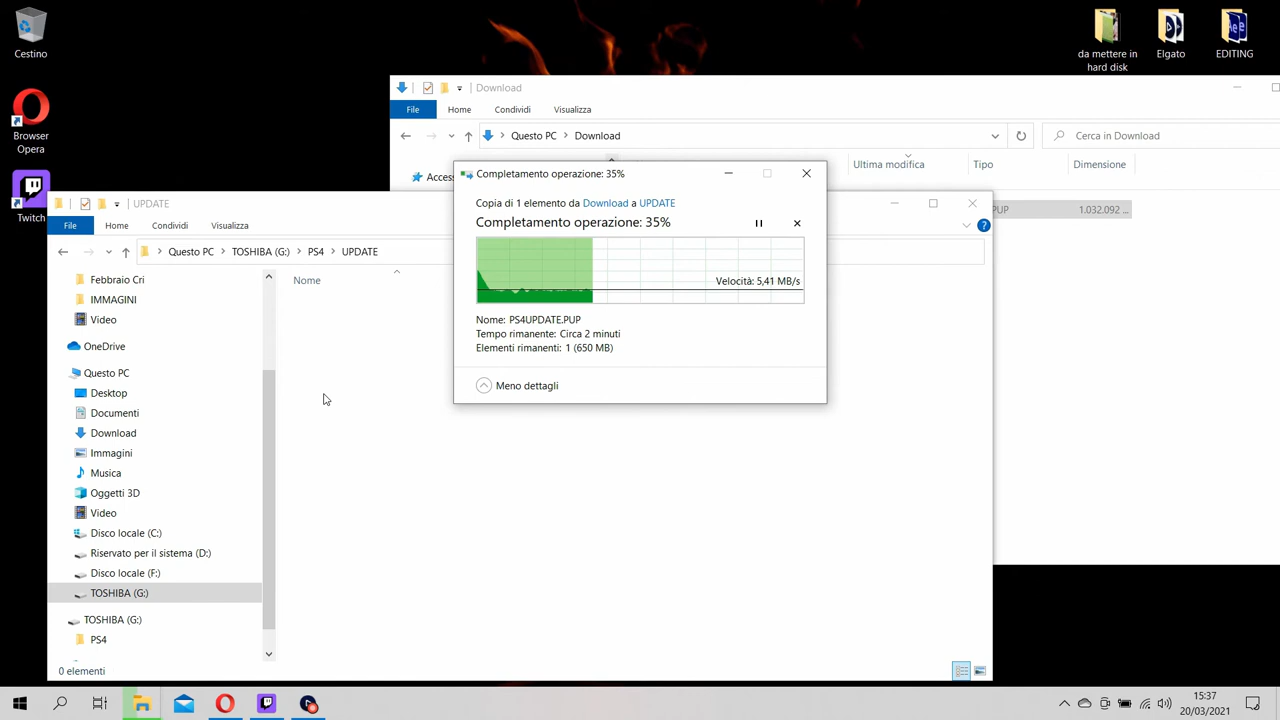 Cestino
Browser
Opera
Twitch
da mettere in
hard disk
Elgato
EDITING
Download
File
Home
Condividi
Visualizza
Questo PC
Download
Cerca in Download
Ultima modifica
Tipo
Dimensione
1.032.092 ...
UPDATE
File
Home
Condividi
Visualizza
Questo PC
TOSHIBA (G:)
PS4
UPDATE
Nome
Febbraio Cri
IMMAGINI
Video
OneDrive
Questo PC
Desktop
Documenti
Download
Immagini
Musica
Oggetti 3D
Video
Disco locale (C:)
Riservato per il sistema (D:)
Disco locale (F:)
TOSHIBA (G:)
TOSHIBA (G:)
PS4
0 elementi
Completamento operazione: 35%
Copia di 1 elemento da Download a UPDATE
Completamento operazione: 35%
Velocità: 5,41 MB/s
Nome: PS4UPDATE.PUP
Tempo rimanente: Circa 2 minuti
Elementi rimanenti: 1 (650 MB)
Meno dettagli
15:37
20/03/2021